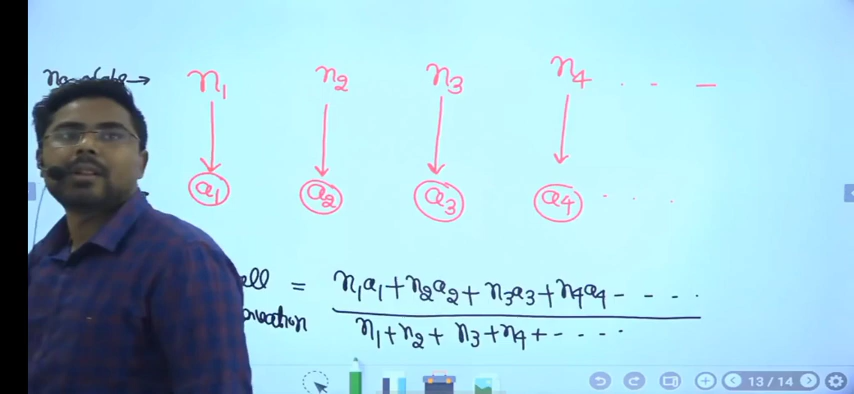 n₁ n₂ n₃ n₄ . - —
a₁ a₂ a₃ a₄ . . .
= n₁a₁+n₂a₂+n₃a₃+n₄a₄- - - . .
n₁+n₂+n₃+n₄+- - - . .
13/14